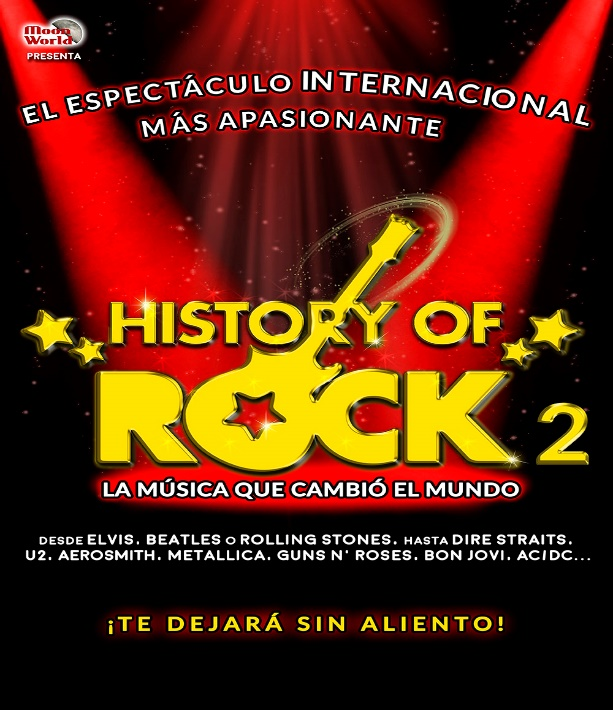 Moon
World
PRESENTA
EL ESPECTÁCULO INTERNACIONAL
MÁS APASIONANTE
HISTORY OF
ROCK 2
LA MÚSICA QUE CAMBIÓ EL MUNDO
DESDE ELVIS. BEATLES O ROLLING STONES. HASTA DIRE STRAITS.
U2. AEROSMITH. METALLICA. GUNS N' ROSES. BON JOVI. AC/DC...
¡TE DEJARÁ SIN ALIENTO!